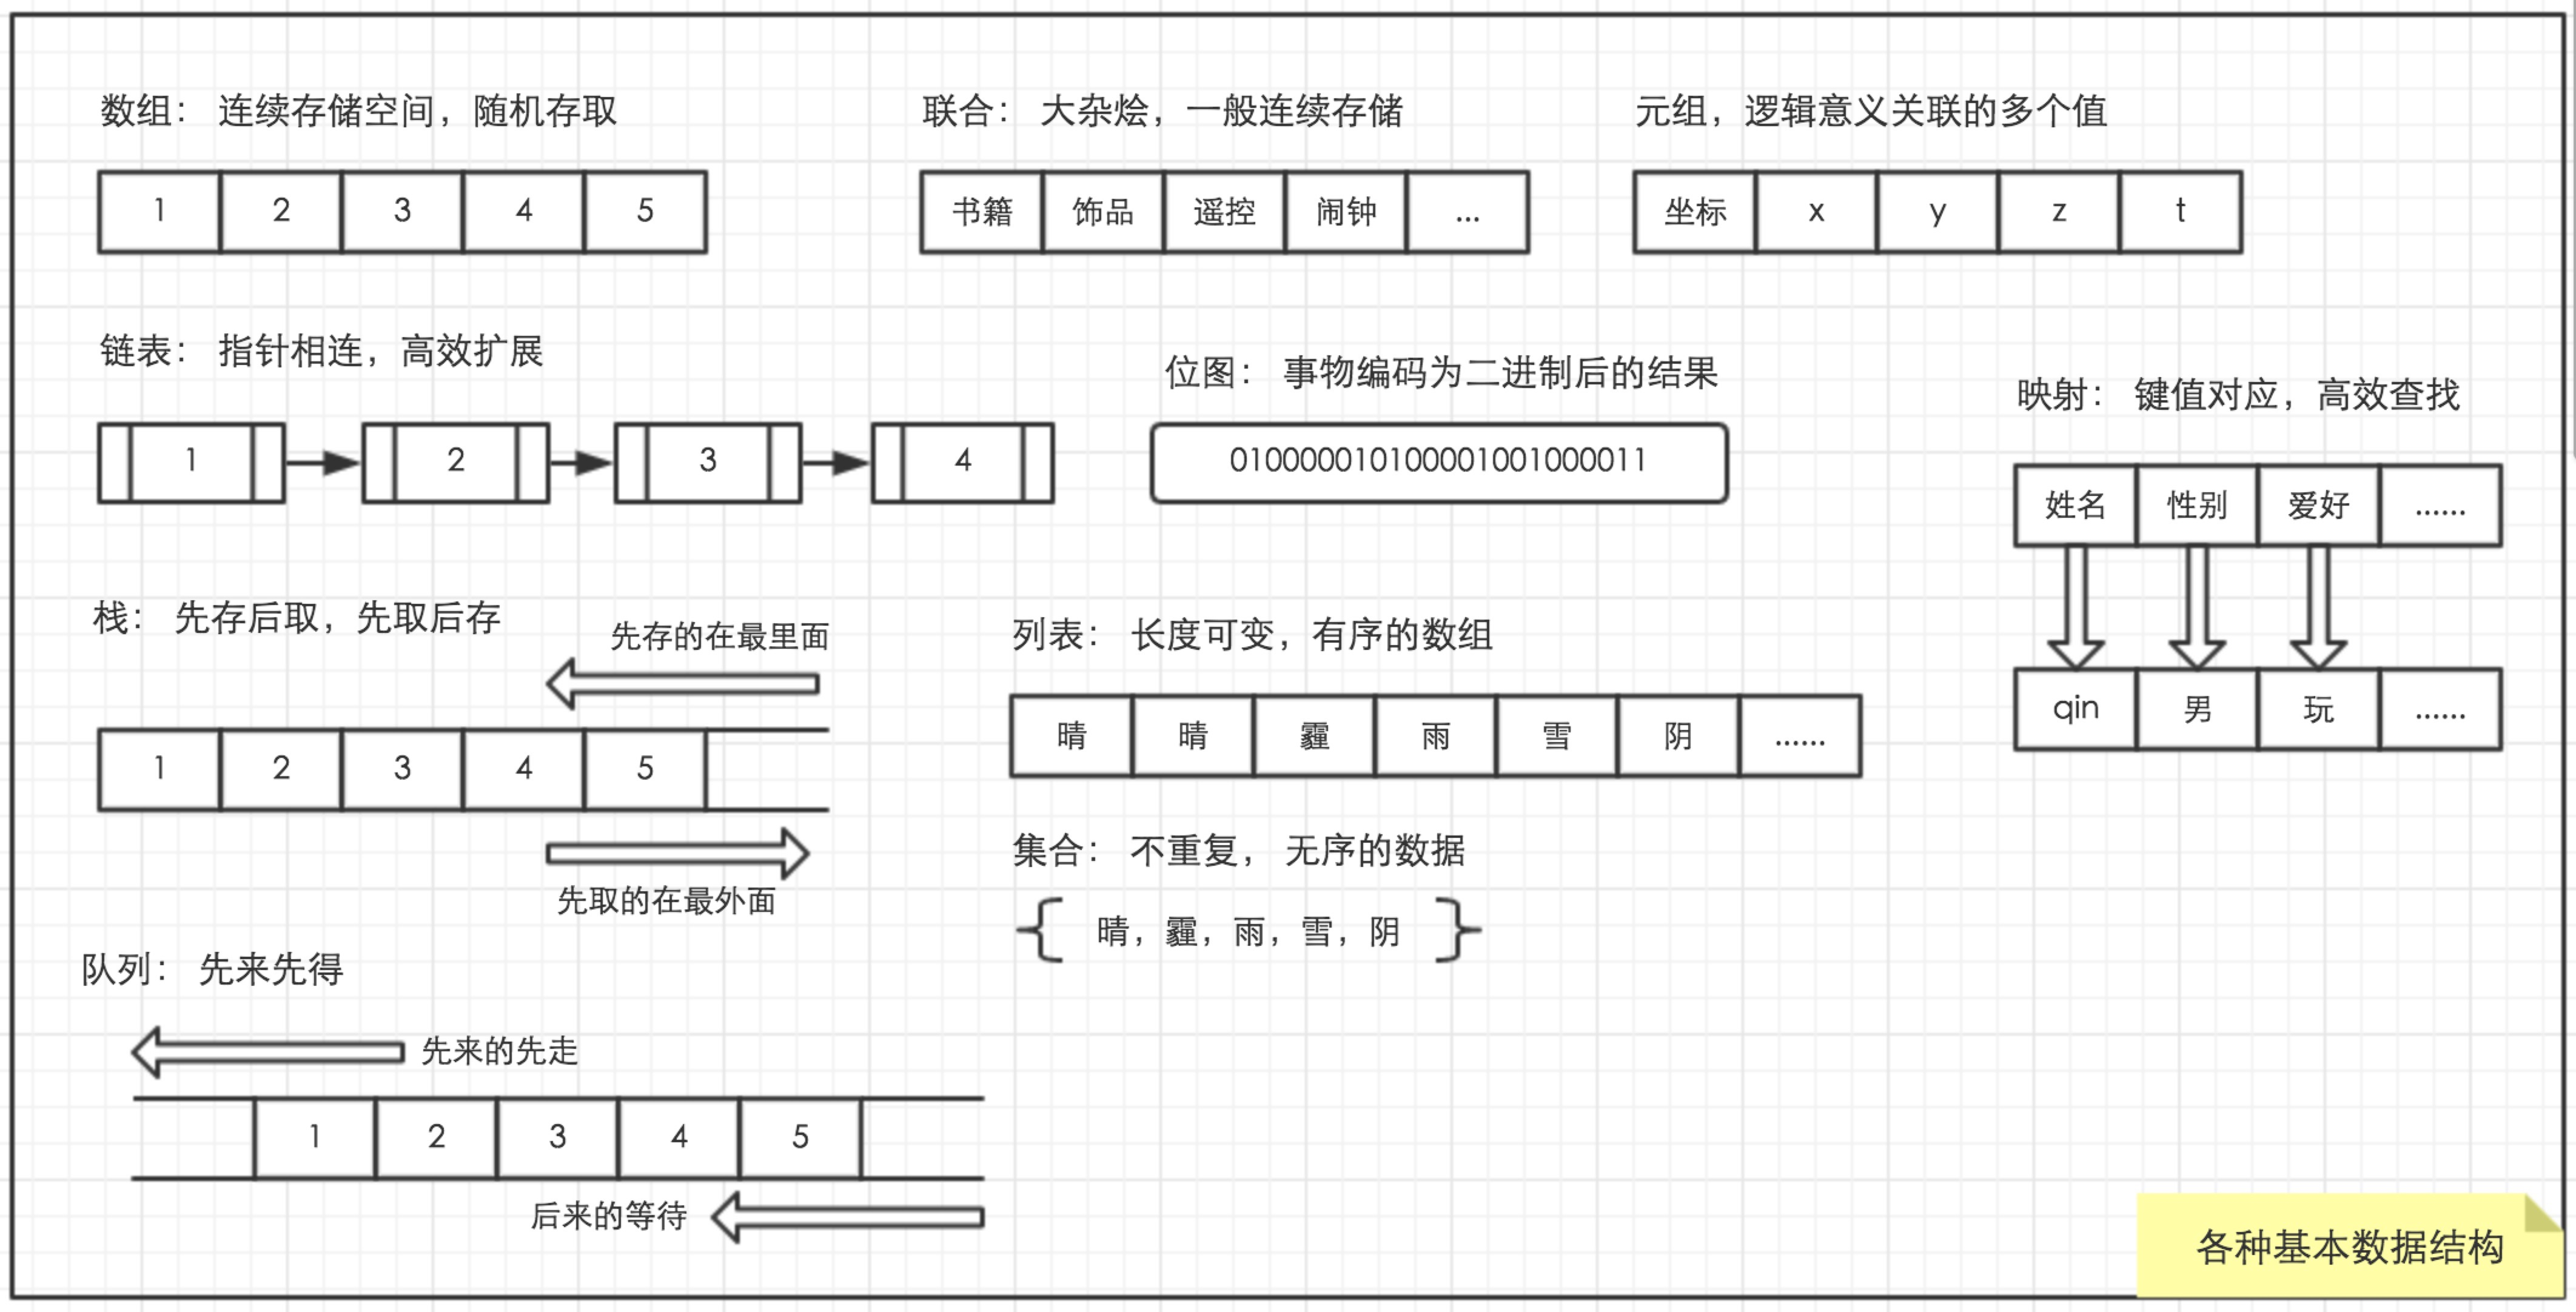 数组： 连续存储空间，随机存取
1 2 3 4 5
联合： 大杂烩，一般连续存储
书籍 饰品 遥控 闹钟 ...
元组，逻辑意义关联的多个值
坐标 x y z t
链表： 指针相连，高效扩展
1 2 3 4
位图： 事物编码为二进制后的结果
010000010100001001000011
映射： 键值对应，高效查找
姓名 性别 爱好 ......
qin 男 玩 ......
栈： 先存后取，先取后存
先存的在最里面
1 2 3 4 5
先取的在最外面
列表： 长度可变，有序的数组
晴 晴 霾 雨 雪 阴 ......
集合： 不重复， 无序的数据
晴，霾，雨，雪，阴
队列： 先来先得
先来的先走
1 2 3 4 5
后来的等待
各种基本数据结构